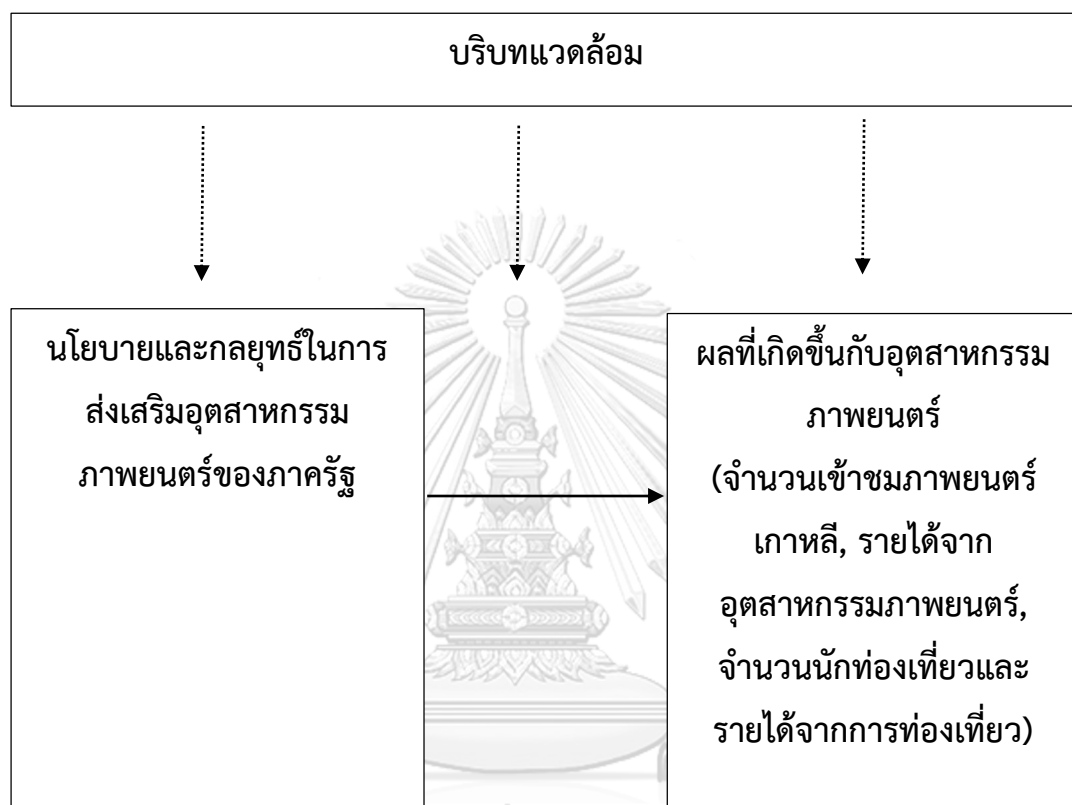 บริบทแวดล้อม
นโยบายและกลยุทธ์ในการ
ส่งเสริมอุตสาหกรรม
ภาพยนตร์ของภาครัฐ
ผลที่เกิดขึ้นกับอุตสาหกรรม
ภาพยนตร์
(จำนวนเข้าชมภาพยนตร์
เกาหลี, รายได้จาก
อุตสาหกรรมภาพยนตร์,
จำนวนนักท่องเที่ยวและ
รายได้จากการท่องเที่ยว)